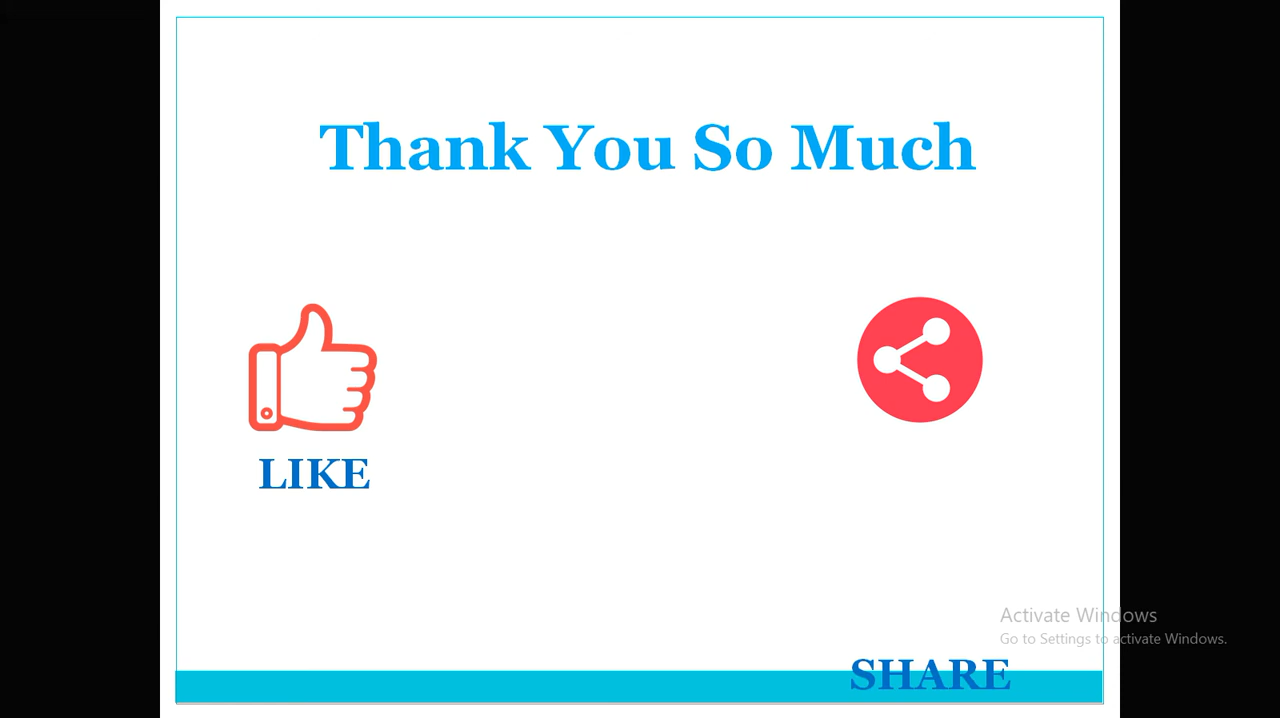 Thank You So Much
LIKE
Activate Windows
Go to Settings to activate Windows.
SHARE